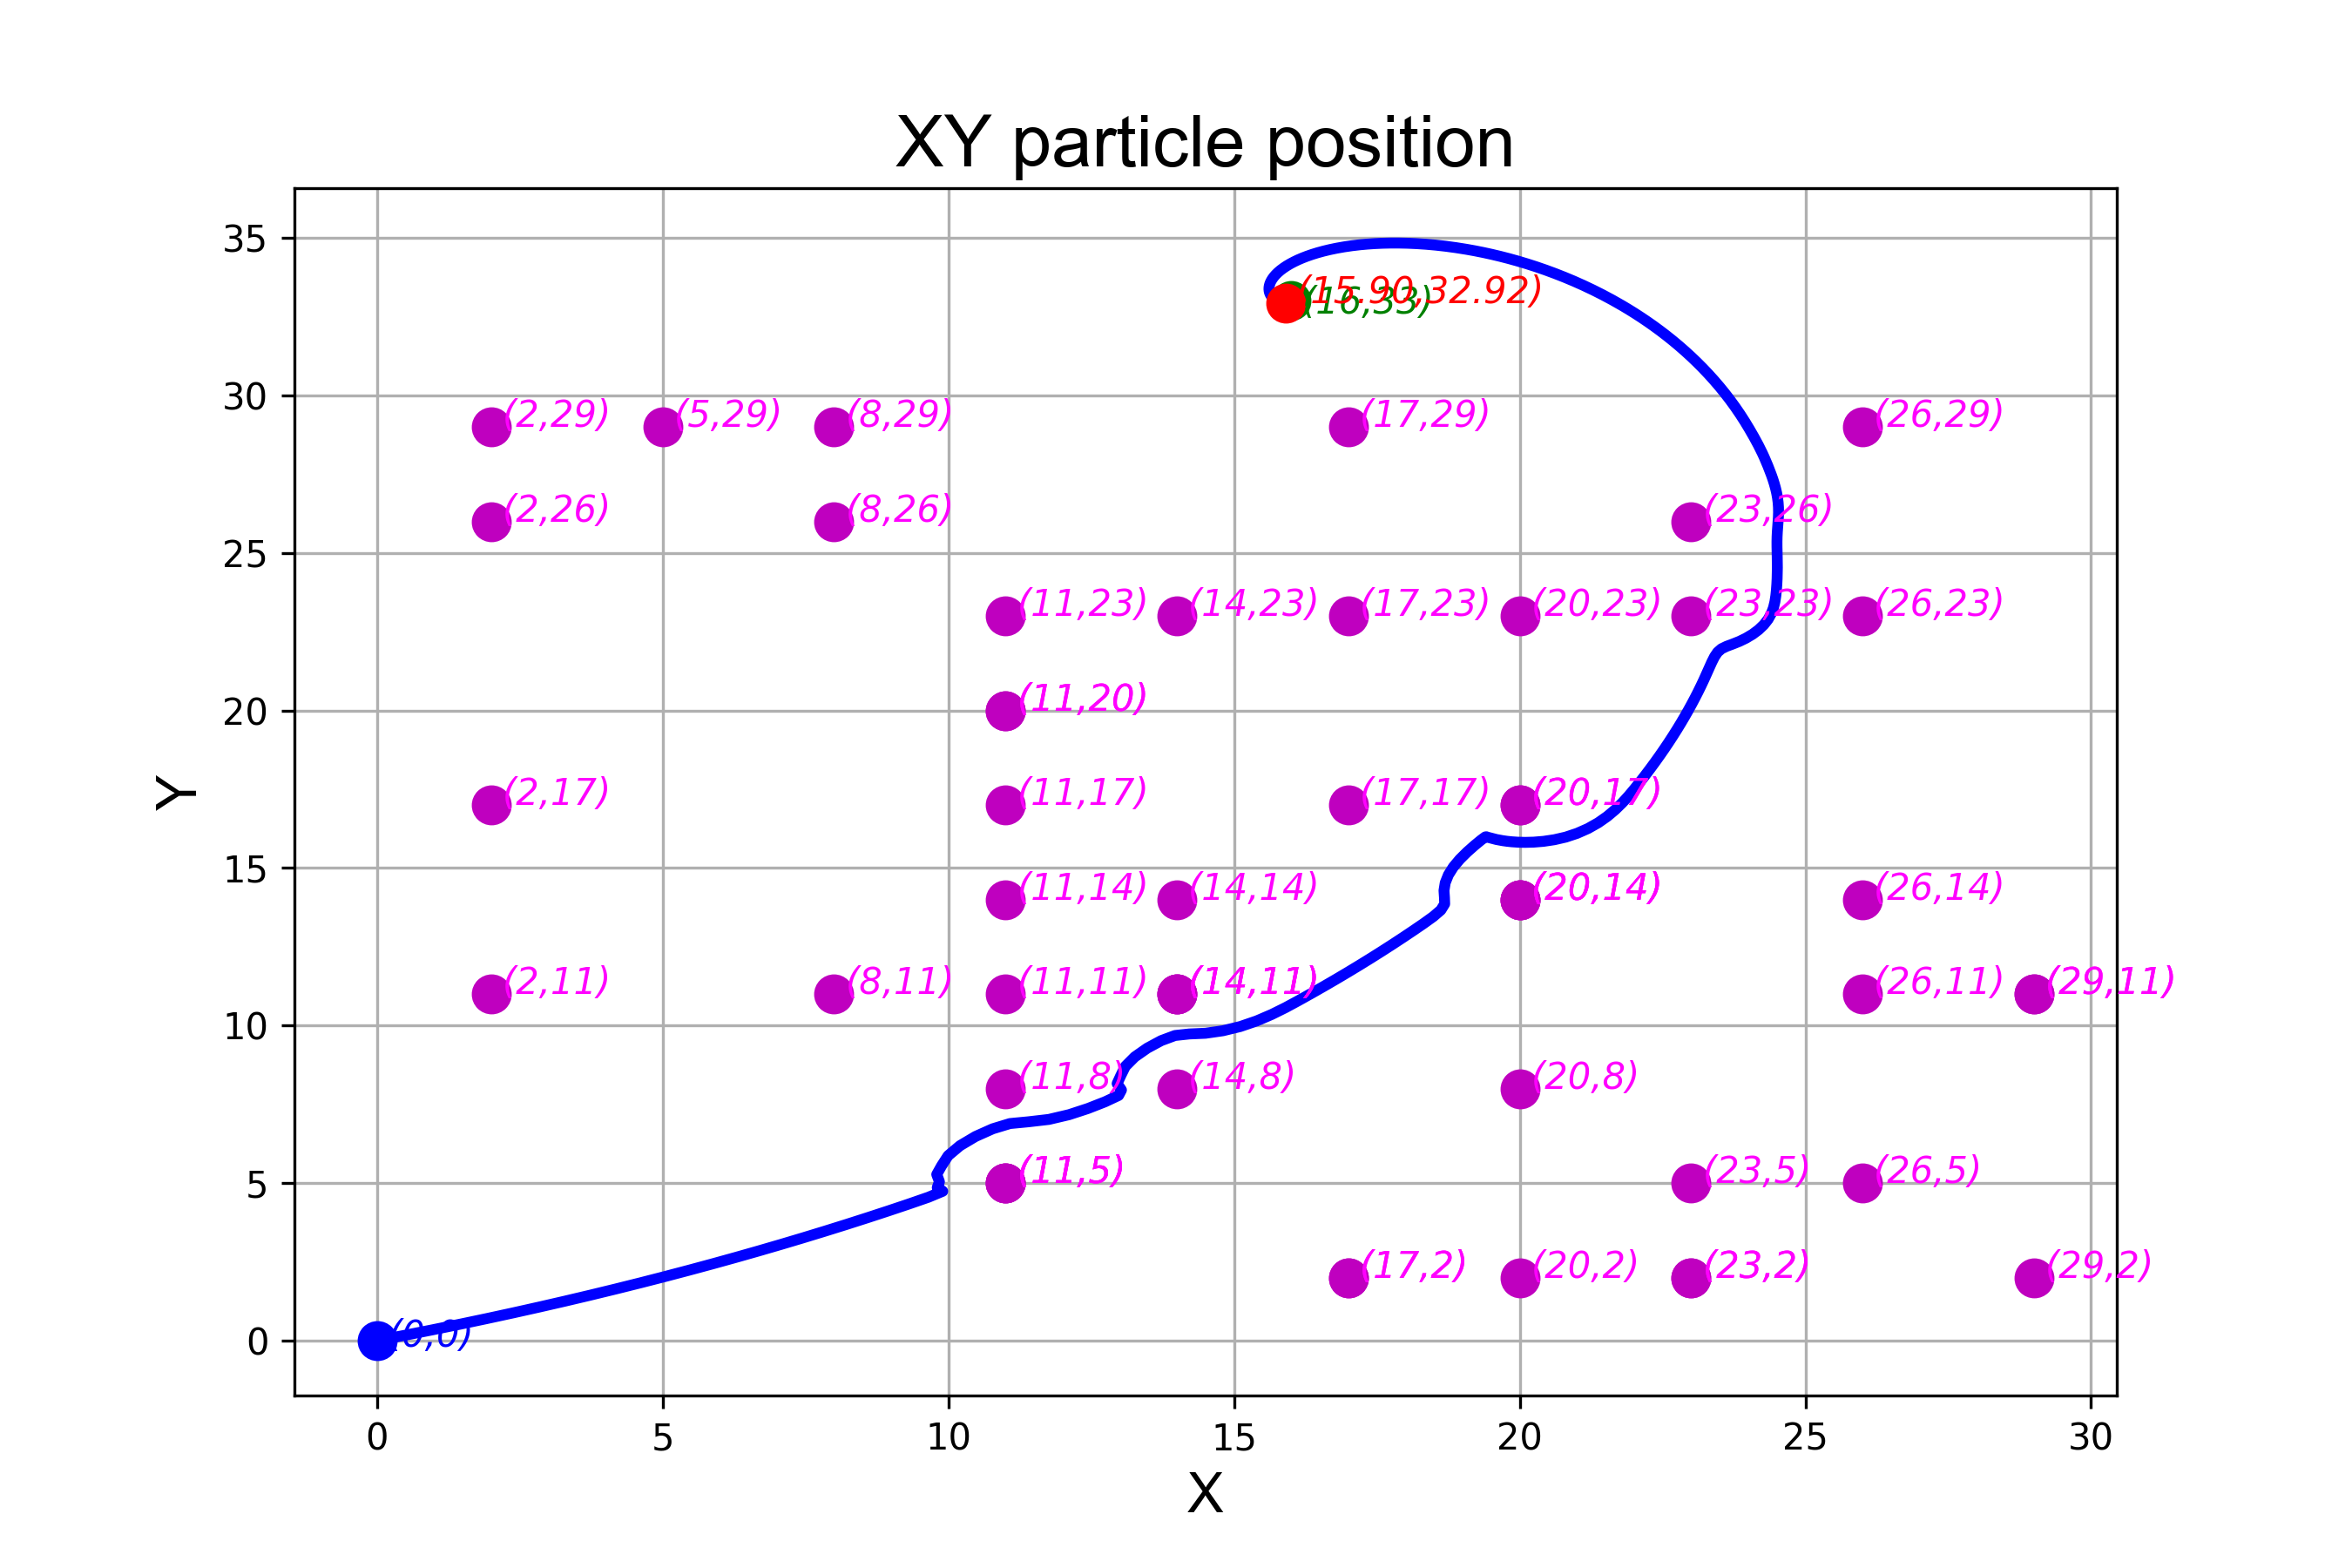 XY particle position
35
(15.90,32.92)
(16,33)
30
(2,29) (5,29) (8,29) (17,29) (26,29)
(2,26) (8,26) (23,26)
25
(11,23) (14,23) (17,23) (20,23) (23,23) (26,23)
20
(11,20)
(2,17) (11,17) (17,17) (20,17)
Y
15
(11,14) (14,14) (20,14) (26,14)
(2,11) (8,11) (11,11) (14,11) (26,11) (29,11)
10
(11,8) (14,8) (20,8)
5
(11,5) (23,5) (26,5)
(17,2) (20,2) (23,2) (29,2)
0
(0,0)
0 5 10 15 20 25 30
X